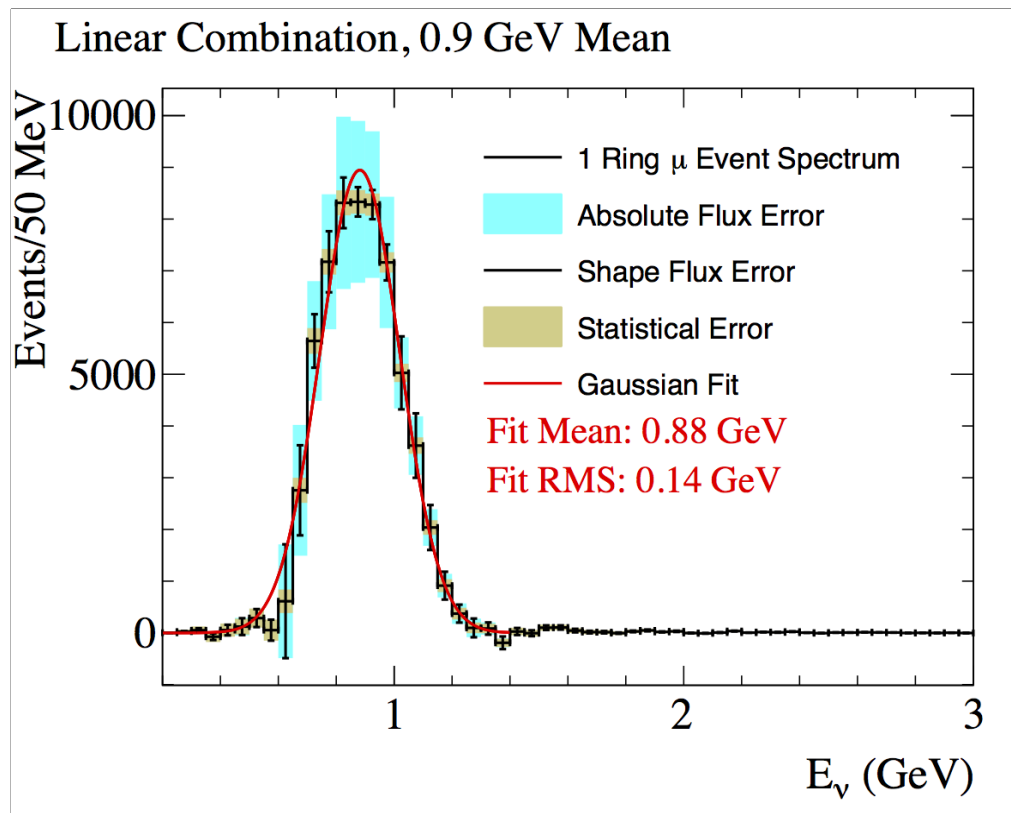 Linear Combination, 0.9 GeV Mean
Events/50 MeV
10000
5000
0
1 Ring μ Event Spectrum
Absolute Flux Error
Shape Flux Error
Statistical Error
Gaussian Fit
Fit Mean: 0.88 GeV
Fit RMS: 0.14 GeV
1 2 3
Eν (GeV)